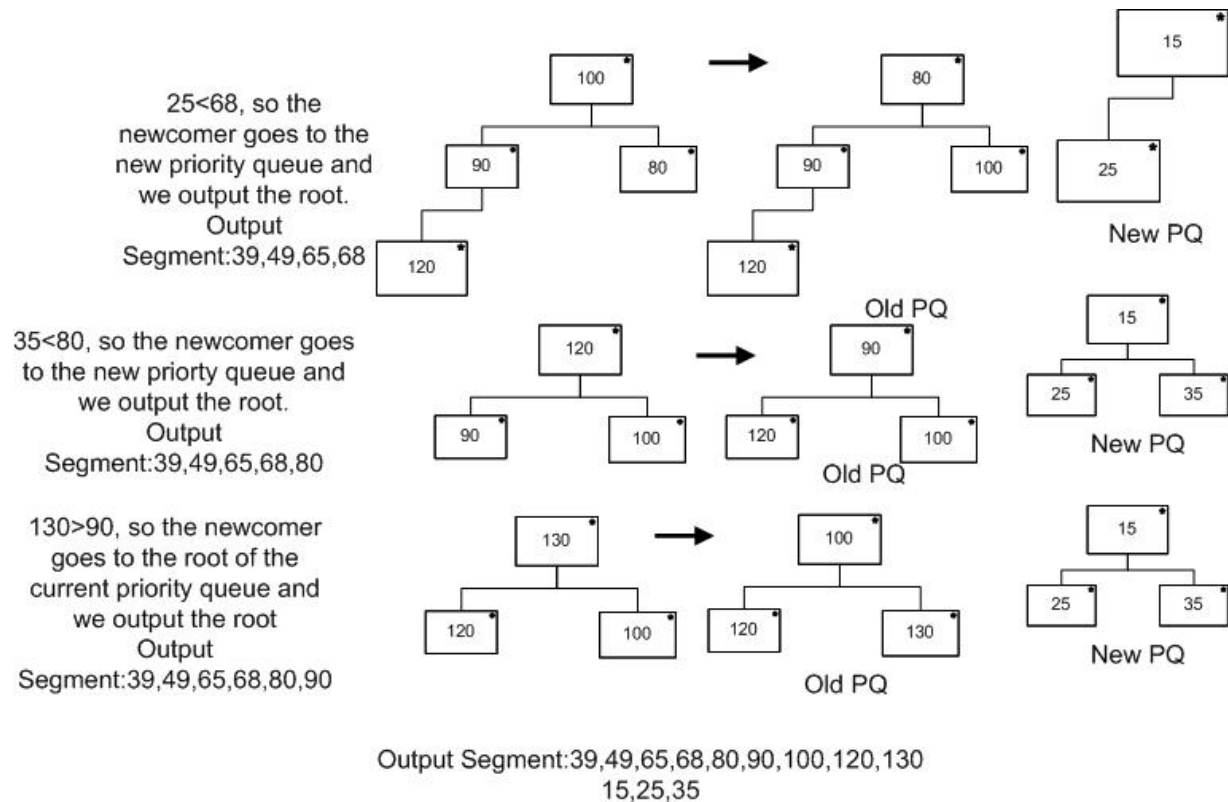 25<68, so the
newcomer goes to the
new priority queue and
we output the root.
Output
Segment:39,49,65,68
100
90
80
120
80
90
100
120
Old PQ
15
25
New PQ
35<80, so the newcomer goes
to the new priorty queue and
we output the root.
Output
Segment:39,49,65,68,80
120
90
100
90
120
100
Old PQ
15
25
35
New PQ
130>90, so the newcomer
goes to the root of the
current priority queue and
we output the root
Output
Segment:39,49,65,68,80,90
130
120
100
100
120
130
Old PQ
15
25
35
New PQ
Output Segment:39,49,65,68,80,90,100,120,130
15,25,35